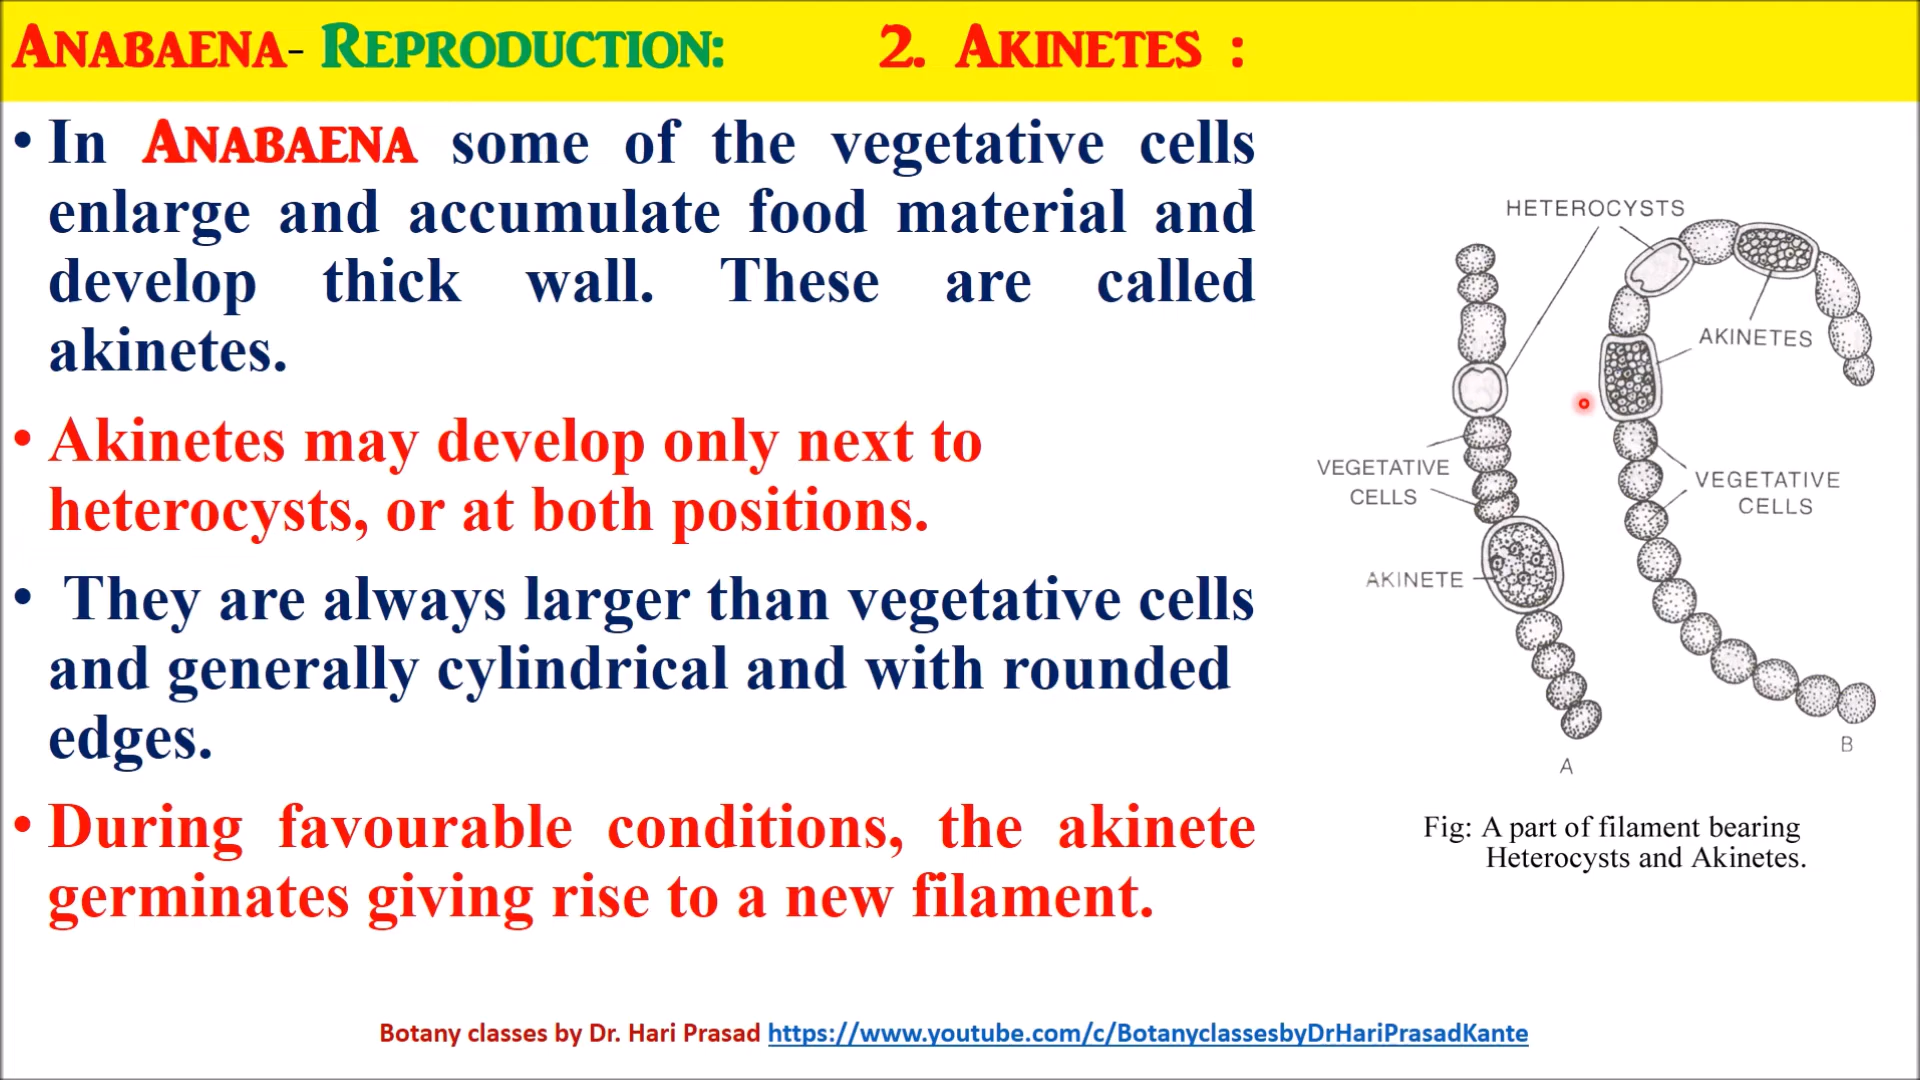 ANABAENA- REPRODUCTION: 2. AKINETES :
• In ANABAENA some of the vegetative cells
enlarge and accumulate food material and
develop thick wall. These are called
akinetes.
• Akinetes may develop only next to
heterocysts, or at both positions.
• They are always larger than vegetative cells
and generally cylindrical and with rounded
edges.
• During favourable conditions, the akinete
germinates giving rise to a new filament.
HETEROCYSTS
AKINETES
VEGETATIVE
CELLS
VEGETATIVE
CELLS
AKINETE
A
B
Fig: A part of filament bearing
Heterocysts and Akinetes.
Botany classes by Dr. Hari Prasad https://www.youtube.com/c/BotanyclassesbyDrHariPrasadKante